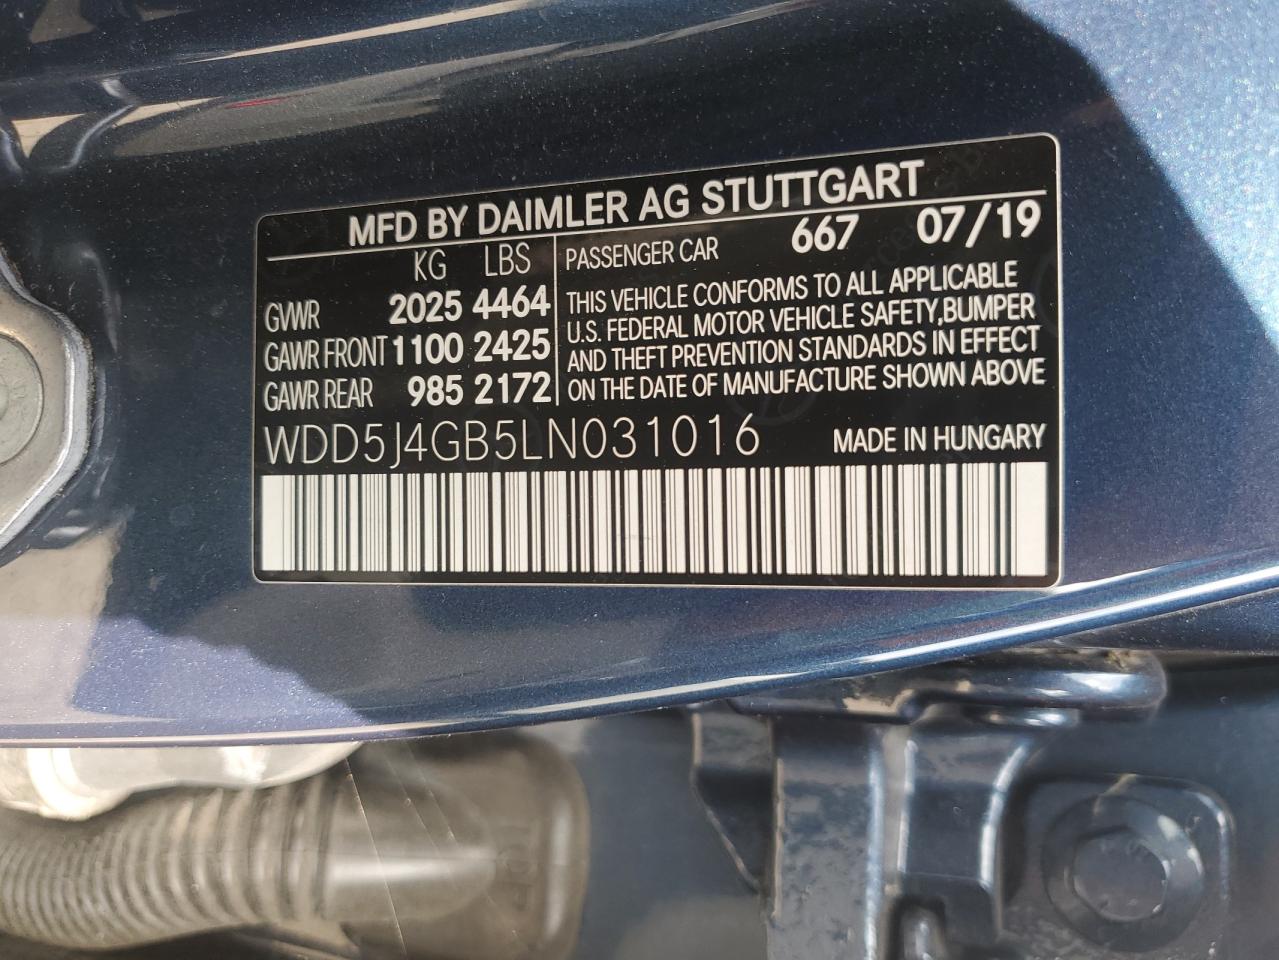 MFD BY DAIMLER AG STUTTGART
KG LBS
GVWR 2025 4464
GAWR FRONT 1100 2425
GAWR REAR 985 2172
PASSENGER CAR 667 07/19
THIS VEHICLE CONFORMS TO ALL APPLICABLE
U.S. FEDERAL MOTOR VEHICLE SAFETY,BUMPER
AND THEFT PREVENTION STANDARDS IN EFFECT
ON THE DATE OF MANUFACTURE SHOWN ABOVE
WDD5J4GB5LN031016 MADE IN HUNGARY